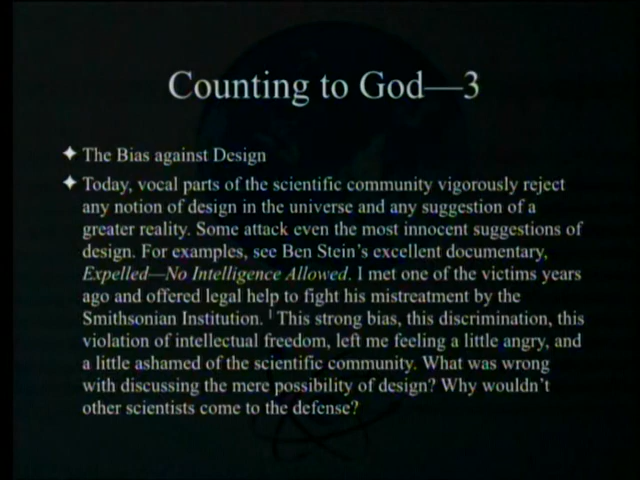 Counting to God—3
✦ The Bias against Design
✦ Today, vocal parts of the scientific community vigorously reject
any notion of design in the universe and any suggestion of a
greater reality. Some attack even the most innocent suggestions of
design. For examples, see Ben Stein's excellent documentary,
Expelled—No Intelligence Allowed. I met one of the victims years
ago and offered legal help to fight his mistreatment by the
Smithsonian Institution. ¹ This strong bias, this discrimination, this
violation of intellectual freedom, left me feeling a little angry, and
a little ashamed of the scientific community. What was wrong
with discussing the mere possibility of design? Why wouldn't
other scientists come to the defense?